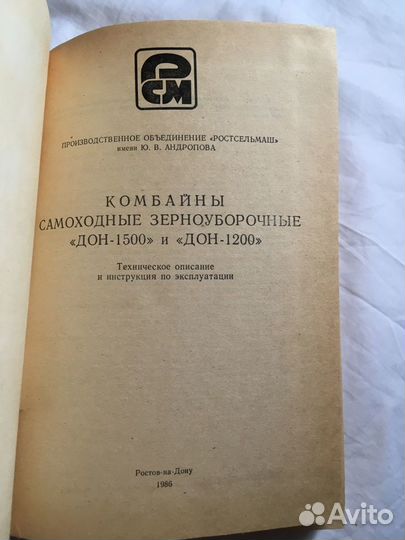 РСМ
ПРОИЗВОДСТВЕННОЕ ОБЪЕДИНЕНИЕ «РОСТСЕЛЬМАШ»
имени Ю. В. АНДРОПОВА
КОМБАЙНЫ
САМОХОДНЫЕ ЗЕРНОУБОРОЧНЫЕ
«ДОН-1500» и «ДОН-1200»
Техническое описание
и инструкция по эксплуатации
Ростов-на-Дону
1986
Avito